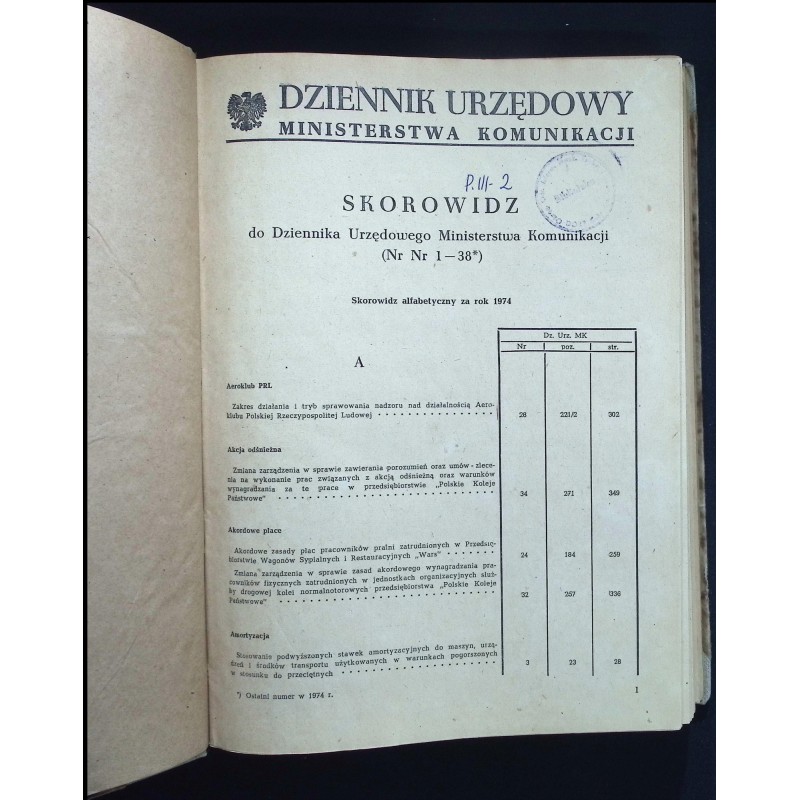 DZIENNIK URZĘDOWY
MINISTERSTWA KOMUNIKACJI
P.III-2
SKOROWIDZ
do Dziennika Urzędowego Ministerstwa Komunikacji
(Nr Nr 1—38*)
Skorowidz alfabetyczny za rok 1974
Dz. Urz. MK
Nr poz. str.
A
Aeroklub PRL
Zakres działania i tryb sprawowania nadzoru nad działalnością Aero-
klubu Polskiej Rzeczypospolitej Ludowej 28 221/2 302
Akcja odśnieżna
Zmiana zarządzenia w sprawie zawierania porozumień oraz umów-zlece-
nia na wykonanie prac związanych z akcją odśnieżną oraz warunków
wynagradzania za te prace w przedsiębiorstwie „Polskie Koleje
Państwowe" 34 271 349
Akordowe płace
Akordowe zasady płac pracowników pralni zatrudnionych w Przedsię-
biorstwie Wagonów Sypialnych i Restauracyjnych „Wars" 24 184 259
Zmiana zarządzenia w sprawie zasad akordowego wynagradzania pra-
cowników fizycznych zatrudnionych w jednostkach organizacyjnych służ-
by drogowej kolei normalnotorowych przedsiębiorstwa „Polskie Koleje
Państwowe" 32 257 336
Amortyzacja
Stosowanie podwyższonych stawek amortyzacyjnych do maszyn, urzą-
dzeń i środków transportu użytkowanych w warunkach pogorszonych
w stosunku do przeciętnych 3 23 28
*) Ostatni numer w 1974 r.
1